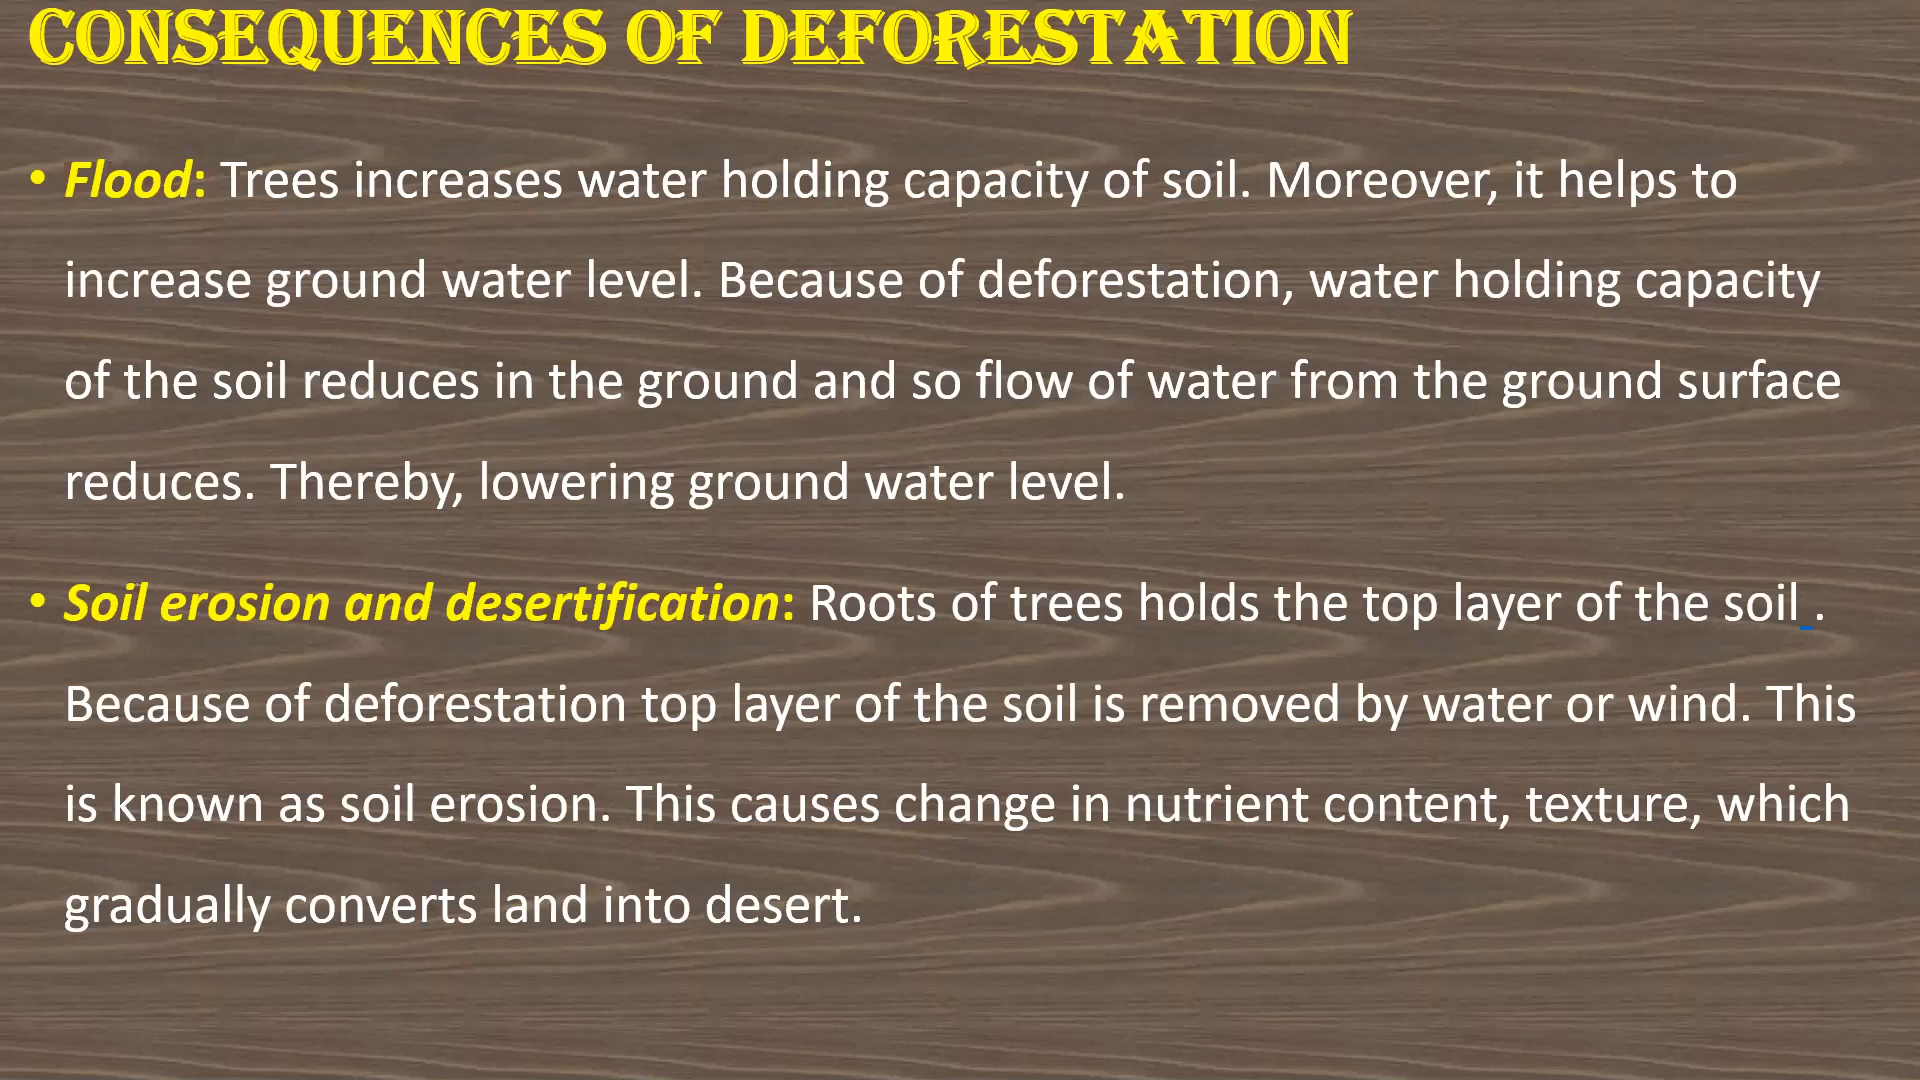 CONSEQUENCES OF DEFORESTATION
• Flood: Trees increases water holding capacity of soil. Moreover, it helps to
increase ground water level. Because of deforestation, water holding capacity
of the soil reduces in the ground and so flow of water from the ground surface
reduces. Thereby, lowering ground water level.
• Soil erosion and desertification: Roots of trees holds the top layer of the soil .
Because of deforestation top layer of the soil is removed by water or wind. This
is known as soil erosion. This causes change in nutrient content, texture, which
gradually converts land into desert.